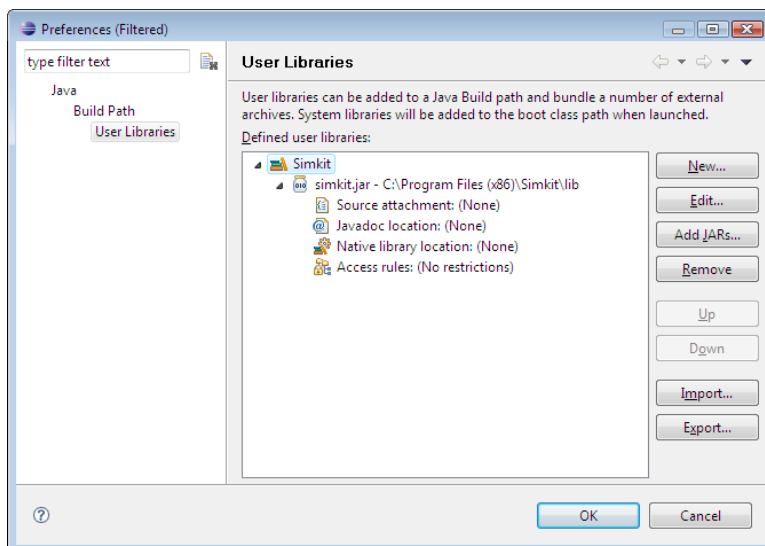 Preferences (Filtered)
type filter text
Java
Build Path
User Libraries
User Libraries
User libraries can be added to a Java Build path and bundle a number of external
archives. System libraries will be added to the boot class path when launched.
Defined user libraries:
Simkit
simkit.jar - C:\Program Files (x86)\Simkit\lib
Source attachment: (None)
Javadoc location: (None)
Native library location: (None)
Access rules: (No restrictions)
New...
Edit...
Add JARs...
Remove
Up
Down
Import...
Export...
OK
Cancel